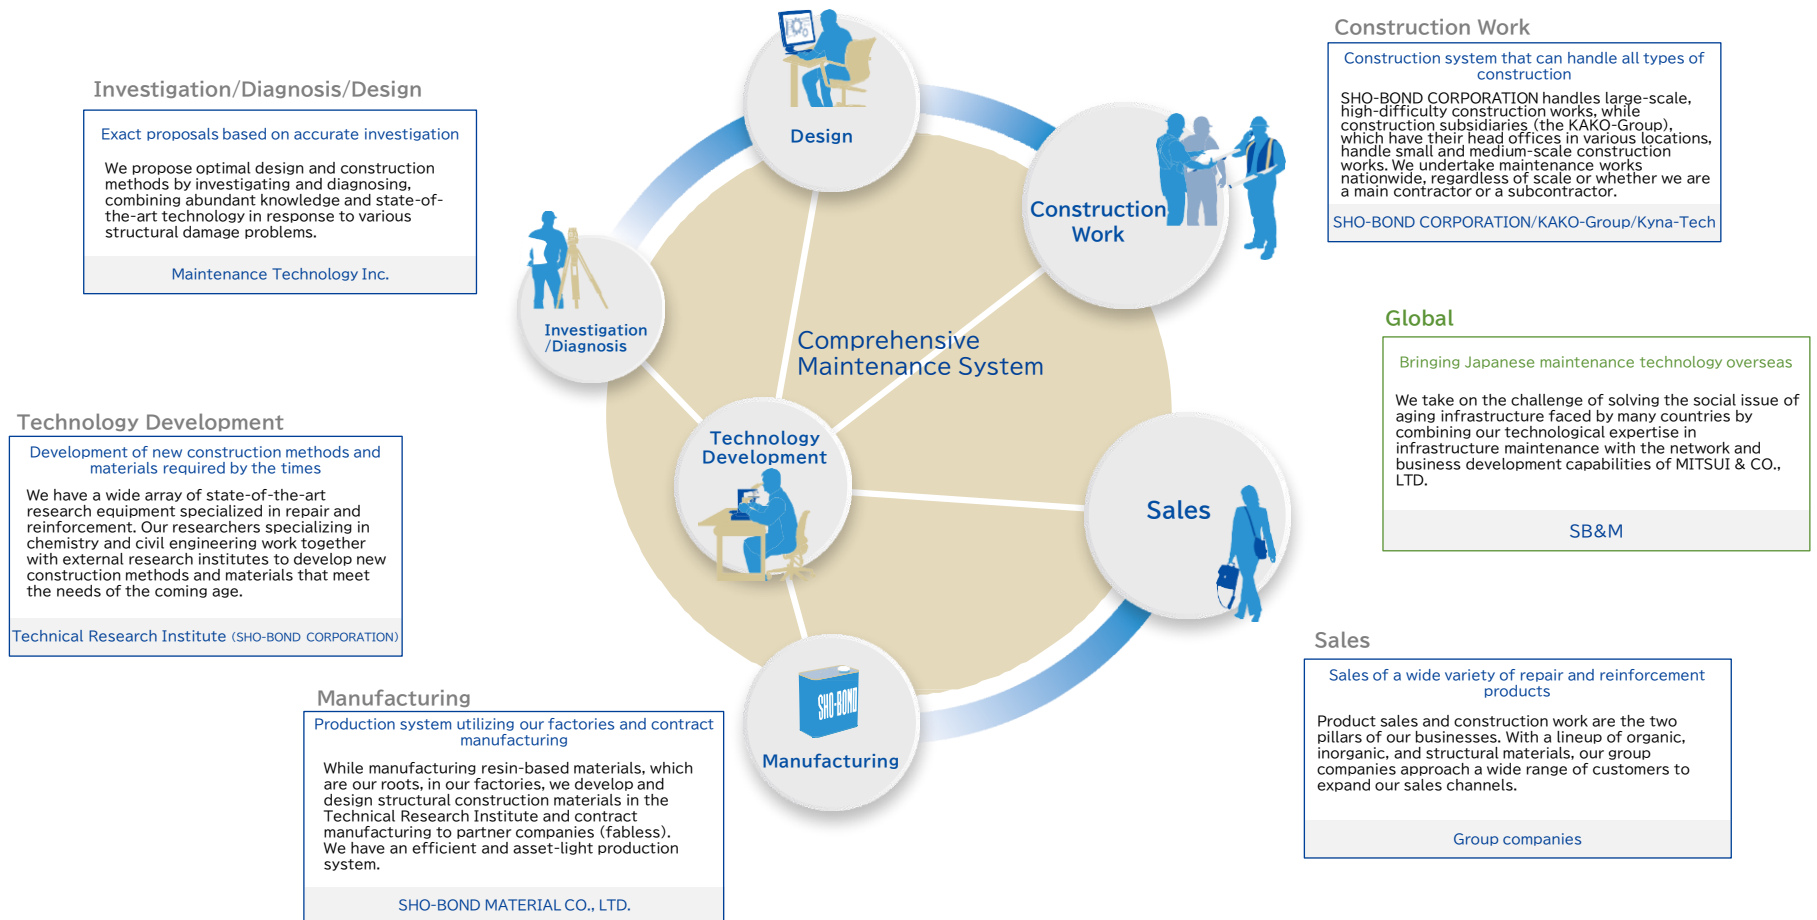 Investigation/Diagnosis/Design
Exact proposals based on accurate investigation
We propose optimal design and construction
methods by investigating and diagnosing,
combining abundant knowledge and state-of-
the-art technology in response to various
structural damage problems.
Maintenance Technology Inc.
Technology Development
Development of new construction methods and
materials required by the times
We have a wide array of state-of-the-art
research equipment specialized in repair and
reinforcement. Our researchers specializing in
chemistry and civil engineering work together
with external research institutes to develop new
construction methods and materials that meet
the needs of the coming age.
Technical Research Institute (SHO-BOND CORPORATION)
Manufacturing
Production system utilizing our factories and contract
manufacturing
While manufacturing resin-based materials, which
are our roots, in our factories, we develop and
design structural construction materials in the
Technical Research Institute and contract
manufacturing to partner companies (fabless).
We have an efficient and asset-light production
system.
SHO-BOND MATERIAL CO., LTD.
Design
Construction
Work
Investigation
/Diagnosis
Comprehensive
Maintenance System
Technology
Development
Sales
SHO-BOND
Manufacturing
Construction Work
Construction system that can handle all types of
construction
SHO-BOND CORPORATION handles large-scale,
high-difficulty construction works, while
construction subsidiaries (the KAKO-Group),
which have their head offices in various locations,
handle small and medium-scale construction
works. We undertake maintenance works
nationwide, regardless of scale or whether we are
a main contractor or a subcontractor.
SHO-BOND CORPORATION/KAKO-Group/Kyna-Tech
Global
Bringing Japanese maintenance technology overseas
We take on the challenge of solving the social issue of
aging infrastructure faced by many countries by
combining our technological expertise in
infrastructure maintenance with the network and
business development capabilities of MITSUI & CO.,
LTD.
SB&M
Sales
Sales of a wide variety of repair and reinforcement
products
Product sales and construction work are the two
pillars of our businesses. With a lineup of organic,
inorganic, and structural materials, our group
companies approach a wide range of customers to
expand our sales channels.
Group companies